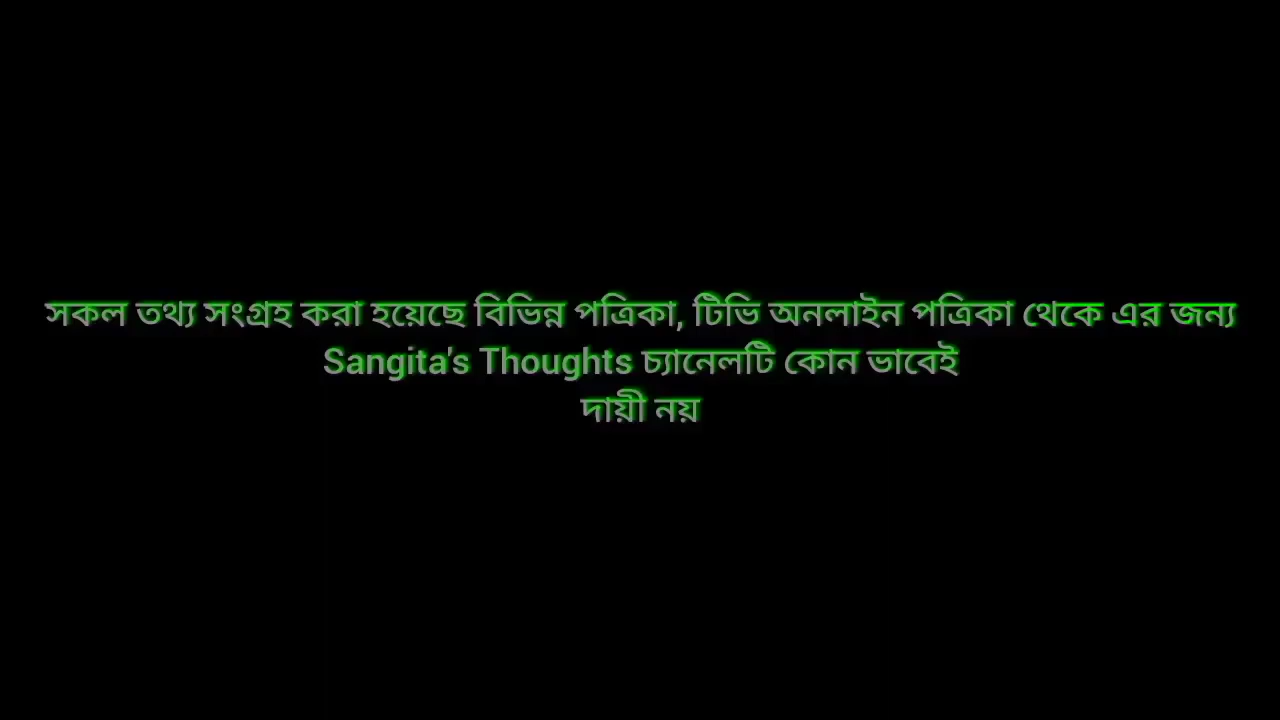 সকল তথ্য সংগ্রহ করা হয়েছে বিভিন্ন পত্রিকা, টিভি অনলাইন পত্রিকা থেকে এর জন্য
Sangita's Thoughts চ্যানেলটি কোন ভাবেই
দায়ী নয়